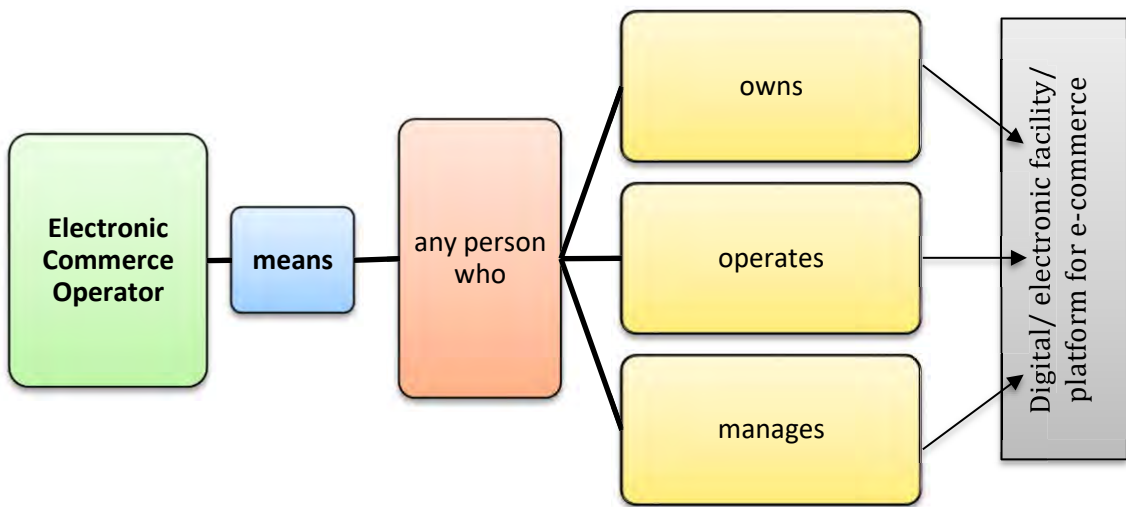 Electronic
Commerce
Operator
means
any person
who
owns
operates
manages
Digital/ electronic facility/
platform for e-commerce